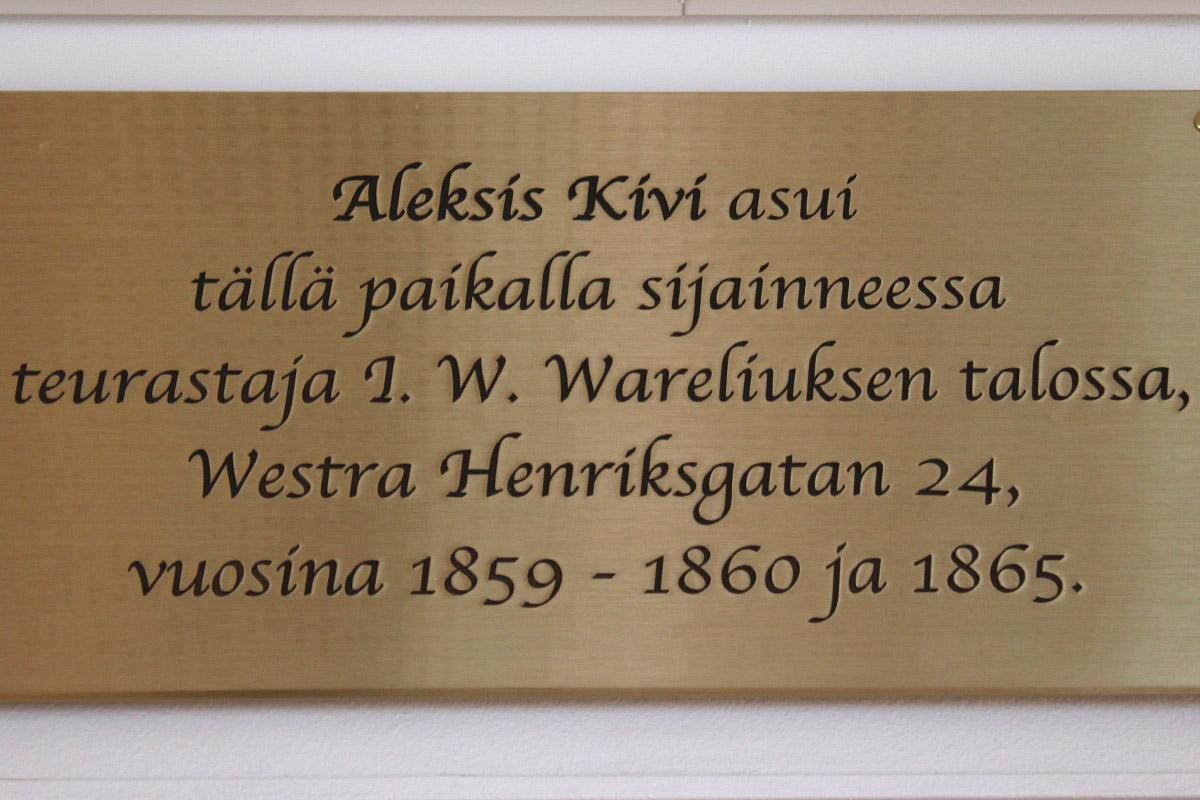 Aleksis Kivi asui
tällä paikalla sijainneessa
teurastaja I. W. Wareliuksen talossa,
Westra Henriksgatan 24,
vuosina 1859 - 1860 ja 1865.